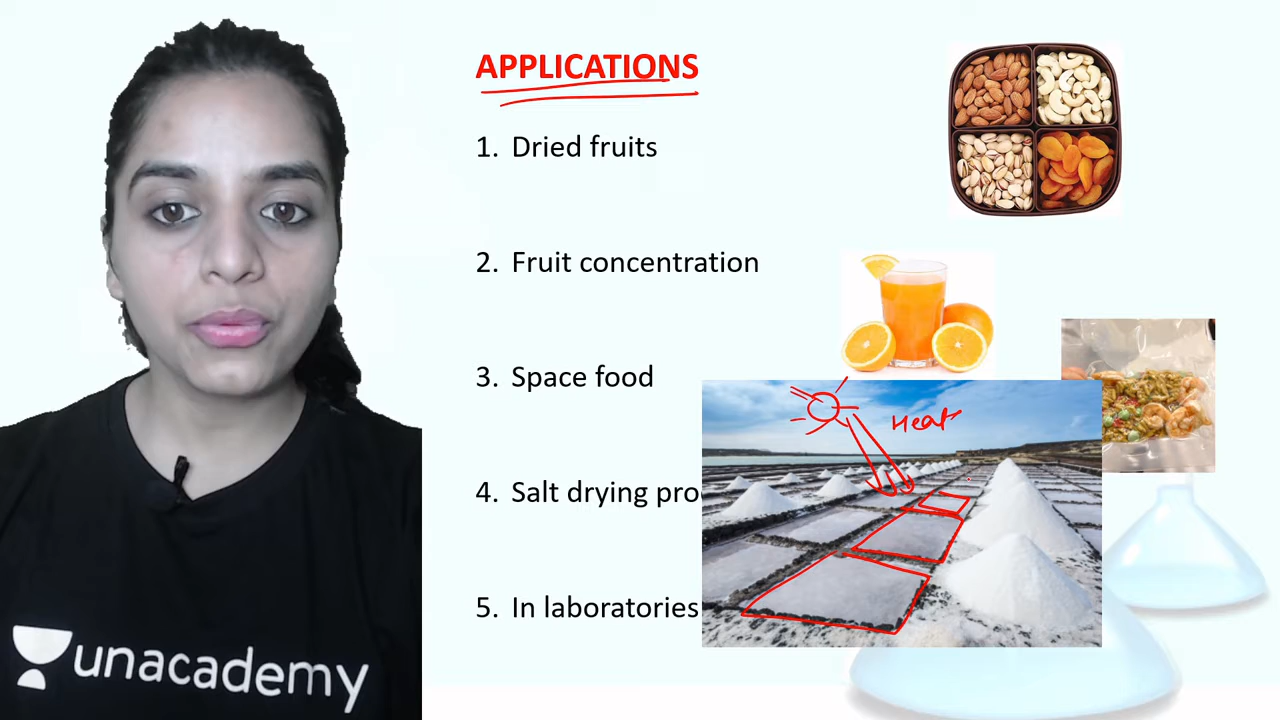 APPLICATIONS
1. Dried fruits
2. Fruit concentration
3. Space food
Heat
4. Salt drying pro
5. In laboratories
unacademy